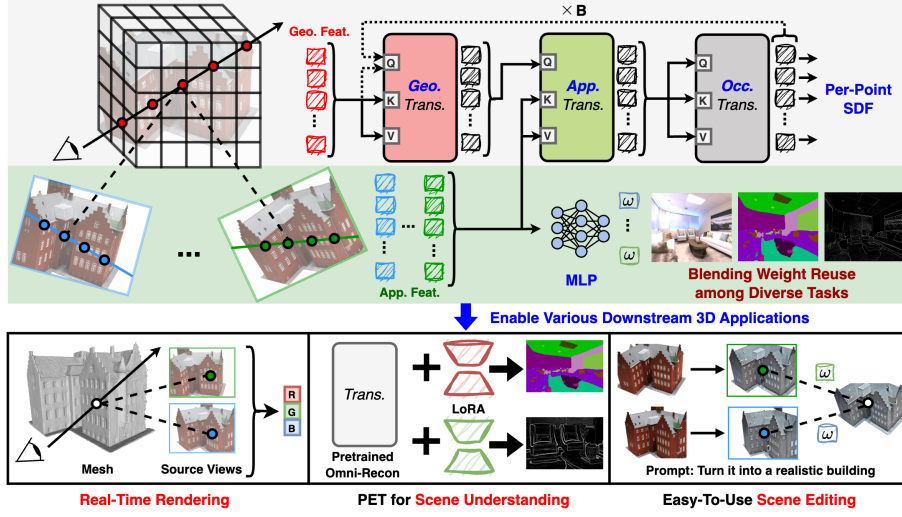 × B
Geo. Feat.
Q
K
V
Geo.
Trans.
Q
K
V
App.
Trans.
Q
K
V
Occ.
Trans.
Per-Point
SDF
App. Feat.
MLP
ω
ω
Blending Weight Reuse
among Diverse Tasks
Enable Various Downstream 3D Applications
Mesh
Source Views
R
G
B
Real-Time Rendering
Trans.
Pretrained
Omni-Recon
LoRA
PET for Scene Understanding
ω
ω
Prompt: Turn it into a realistic building
Easy-To-Use Scene Editing